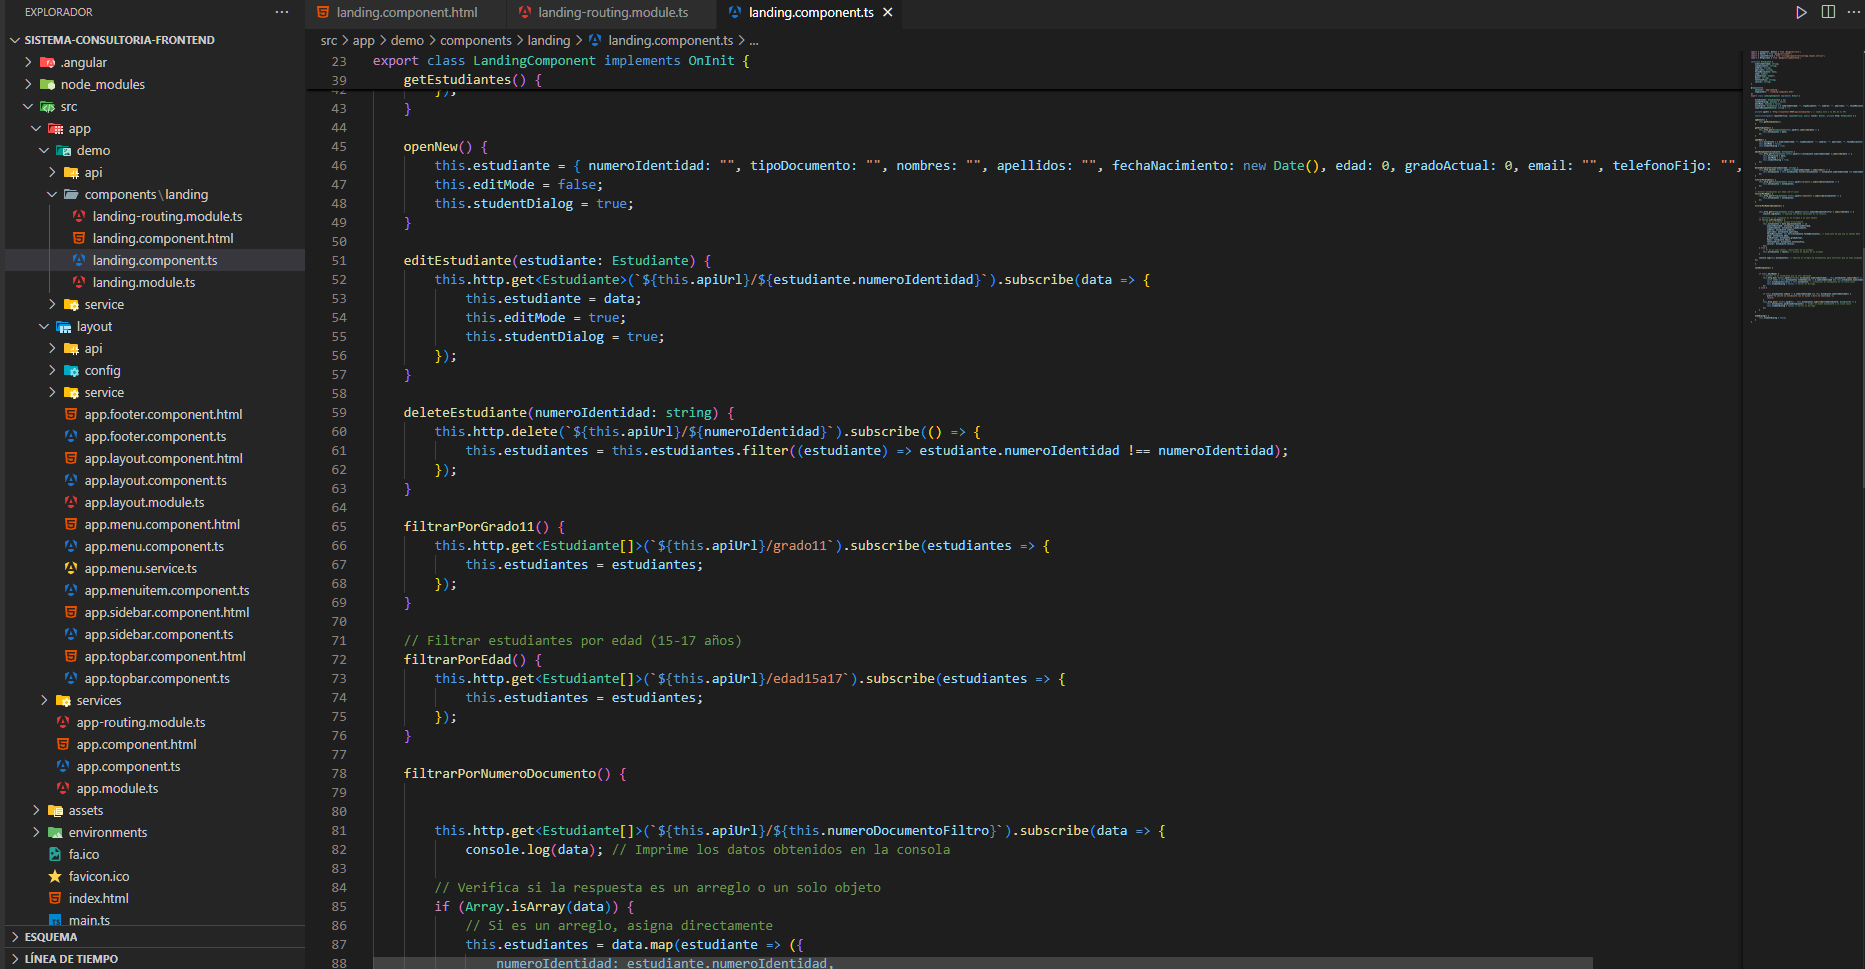 EXPLORADOR
SISTEMA-CONSULTORIA-FRONTEND
.angular
node_modules
src
app
demo
api
components\landing
landing-routing.module.ts
landing.component.html
landing.component.ts
landing.module.ts
service
layout
api
config
service
app.footer.component.html
app.footer.component.ts
app.layout.component.html
app.layout.component.ts
app.layout.module.ts
app.menu.component.html
app.menu.component.ts
app.menu.service.ts
app.menuitem.component.ts
app.sidebar.component.html
app.sidebar.component.ts
app.topbar.component.html
app.topbar.component.ts
services
app-routing.module.ts
app.component.html
app.component.ts
app.module.ts
assets
environments
fa.ico
favicon.ico
index.html
main.ts
ESQUEMA
LÍNEA DE TIEMPO
landing.component.html landing-routing.module.ts landing.component.ts
src > app > demo > components > landing > landing.component.ts > ...
23 export class LandingComponent implements OnInit {
39 getEstudiantes() {
42 });
43 }
44
45 openNew() {
46 this.estudiante = { numeroIdentidad: "", tipoDocumento: "", nombres: "", apellidos: "", fechaNacimiento: new Date(), edad: 0, gradoActual: 0, email: "", telefonoFijo: "",
47 this.editMode = false;
48 this.studentDialog = true;
49 }
50
51 editEstudiante(estudiante: Estudiante) {
52 this.http.get<Estudiante>(`${this.apiUrl}/${estudiante.numeroIdentidad}`).subscribe(data => {
53 this.estudiante = data;
54 this.editMode = true;
55 this.studentDialog = true;
56 });
57 }
58
59 deleteEstudiante(numeroIdentidad: string) {
60 this.http.delete(`${this.apiUrl}/${numeroIdentidad}`).subscribe(() => {
61 this.estudiantes = this.estudiantes.filter((estudiante) => estudiante.numeroIdentidad !== numeroIdentidad);
62 });
63 }
64
65 filtrarPorGrado11() {
66 this.http.get<Estudiante[]>(`${this.apiUrl}/grado11`).subscribe(estudiantes => {
67 this.estudiantes = estudiantes;
68 });
69 }
70
71 // Filtrar estudiantes por edad (15-17 años)
72 filtrarPorEdad() {
73 this.http.get<Estudiante[]>(`${this.apiUrl}/edad15a17`).subscribe(estudiantes => {
74 this.estudiantes = estudiantes;
75 });
76 }
77
78 filtrarPorNumeroDocumento() {
79
80
81 this.http.get<Estudiante[]>(`${this.apiUrl}/${this.numeroDocumentoFiltro}`).subscribe(data => {
82 console.log(data); // Imprime los datos obtenidos en la consola
83
84 // Verifica si la respuesta es un arreglo o un solo objeto
85 if (Array.isArray(data)) {
86 // Si es un arreglo, asigna directamente
87 this.estudiantes = data.map(estudiante => ({
88 numeroIdentidad: estudiante.numeroIdentidad,